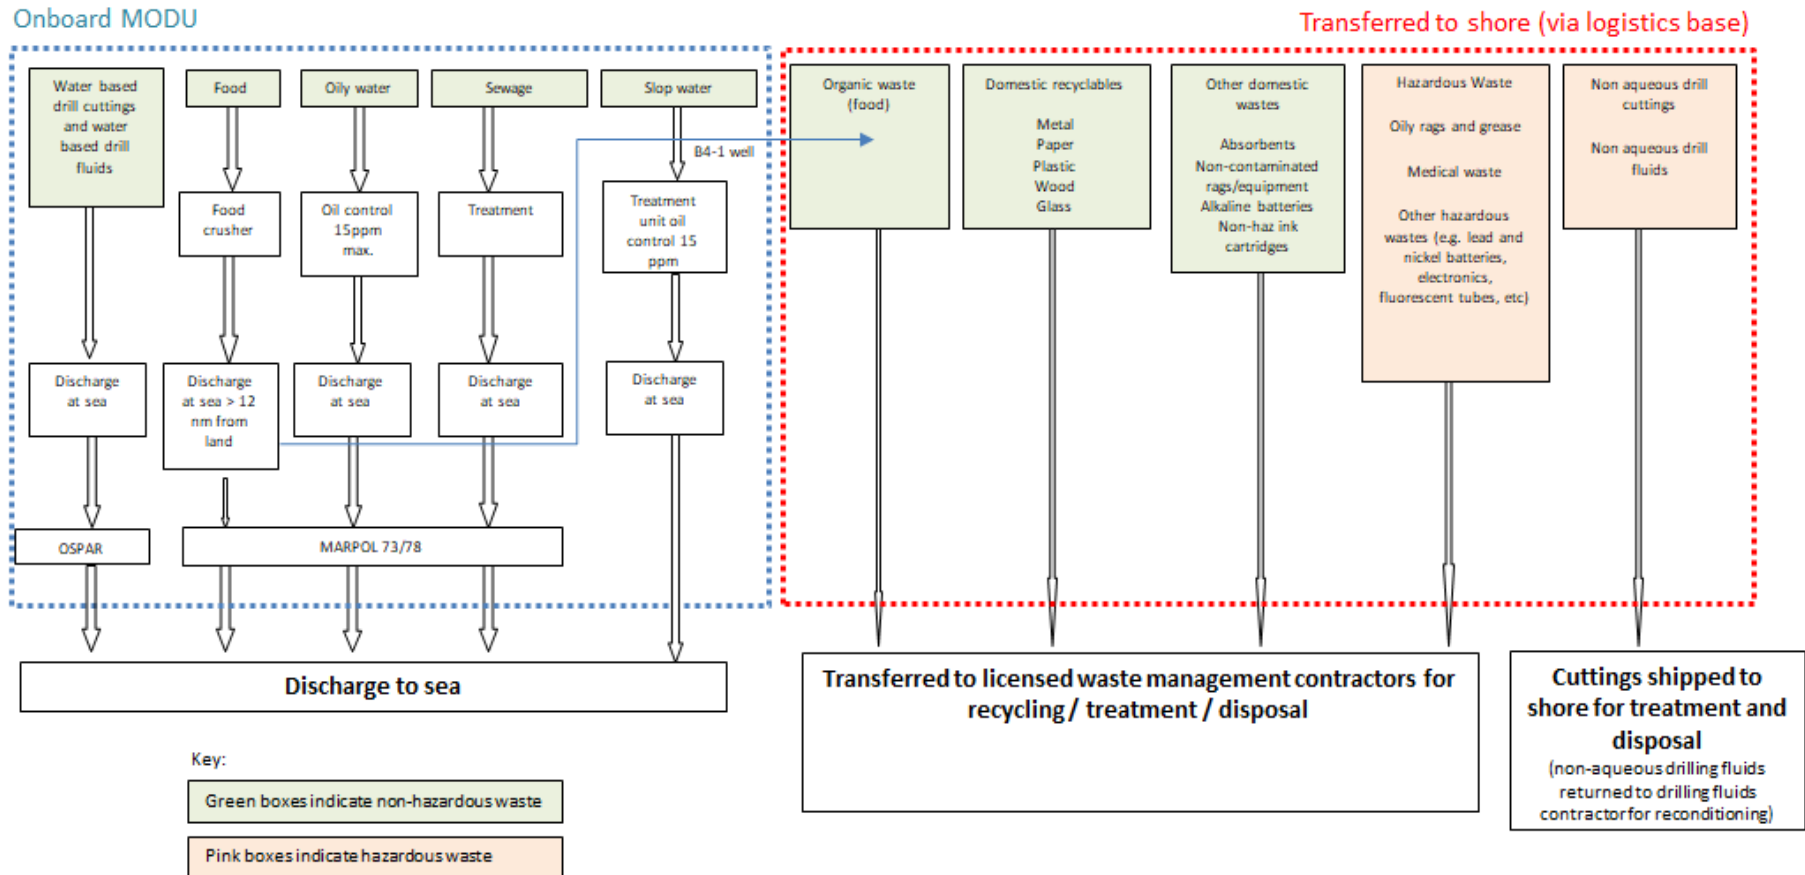 Onboard MODU
Transferred to shore (via logistics base)
Water based
drill cuttings
and water
based drill
fluids
Food
Oily water
Sewage
Slop water
B4-1 well
Food
crusher
Oil control
15ppm
max.
Treatment
Treatment
unit oil
control 15
ppm
Discharge
at sea
Discharge
at sea > 12
nm from
land
Discharge
at sea
Discharge
at sea
Discharge
at sea
OSPAR
MARPOL 73/78
Discharge to sea
Organic waste
(food)
Domestic recyclables
Metal
Paper
Plastic
Wood
Glass
Other domestic
wastes
Absorbents
Non-contaminated
rags/equipment
Alkaline batteries
Non-haz ink
cartridges
Hazardous Waste
Oily rags and grease
Medical waste
Other hazardous
wastes (e.g. lead and
nickel batteries,
electronics,
fluorescent tubes, etc)
Non aqueous drill
cuttings
Non aqueous drill
fluids
Transferred to licensed waste management contractors for
recycling / treatment / disposal
Cuttings shipped to
shore for treatment and
disposal
(non-aqueous drilling fluids
returned to drilling fluids
contractor for reconditioning)
Key:
Green boxes indicate non-hazardous waste
Pink boxes indicate hazardous waste